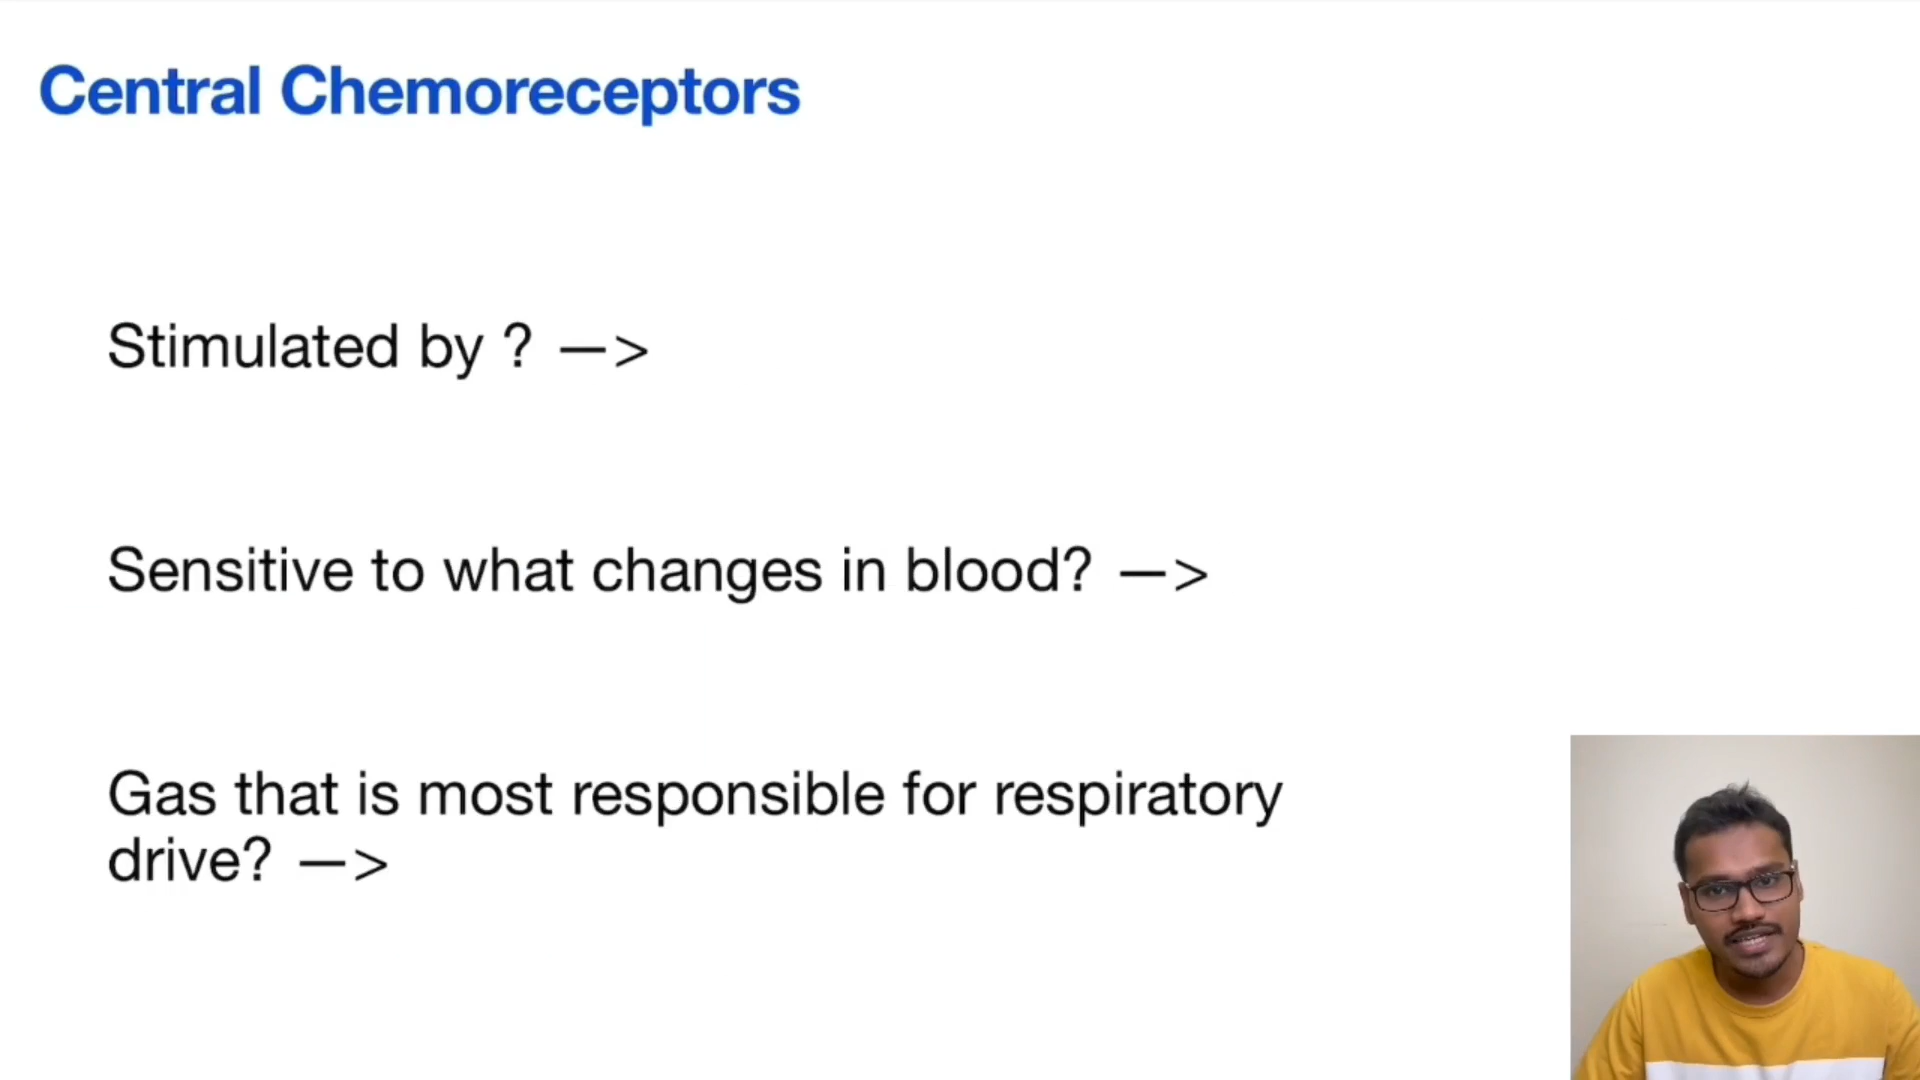 Central Chemoreceptors
Stimulated by ? —>
Sensitive to what changes in blood? —>
Gas that is most responsible for respiratory
drive? —>